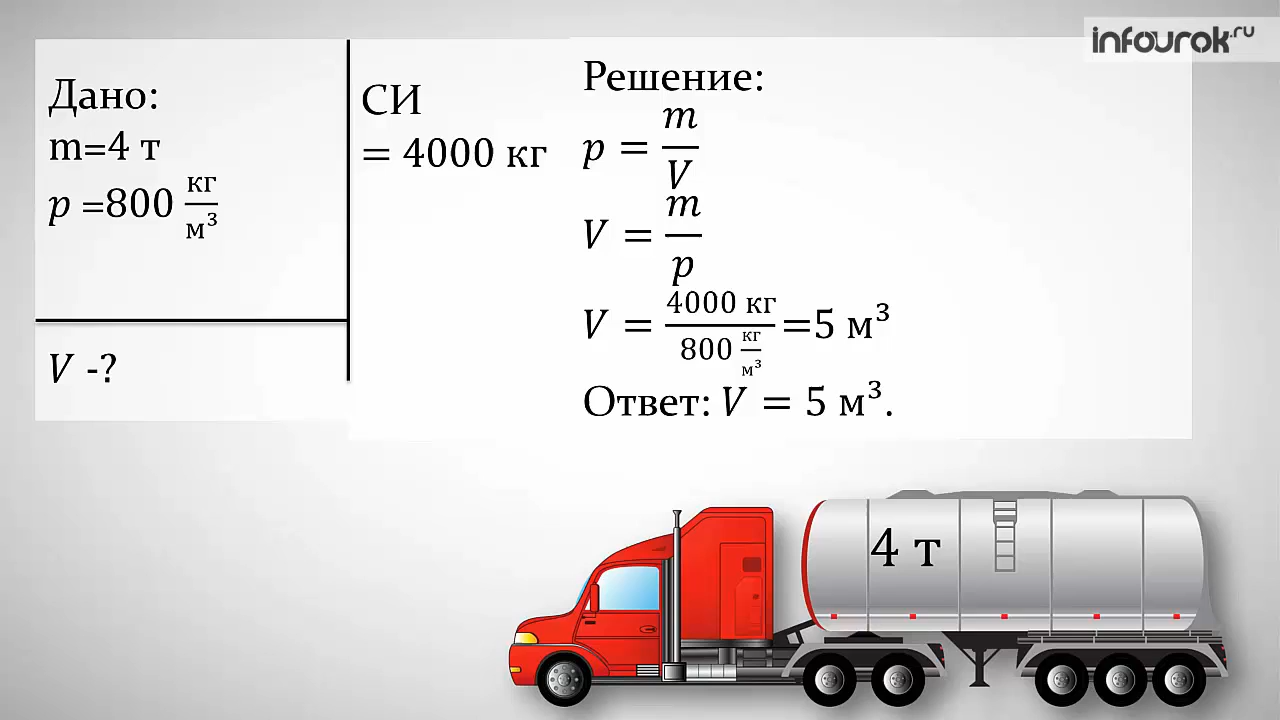 infourok.ru
Дано:
m=4 т
p =800 кг/м³
V -?
СИ
= 4000 кг
Решение:
p = m/V
V = m/p
V = 4000 кг/800 кг/м³ =5 м³
Ответ: V = 5 м³.
4 т